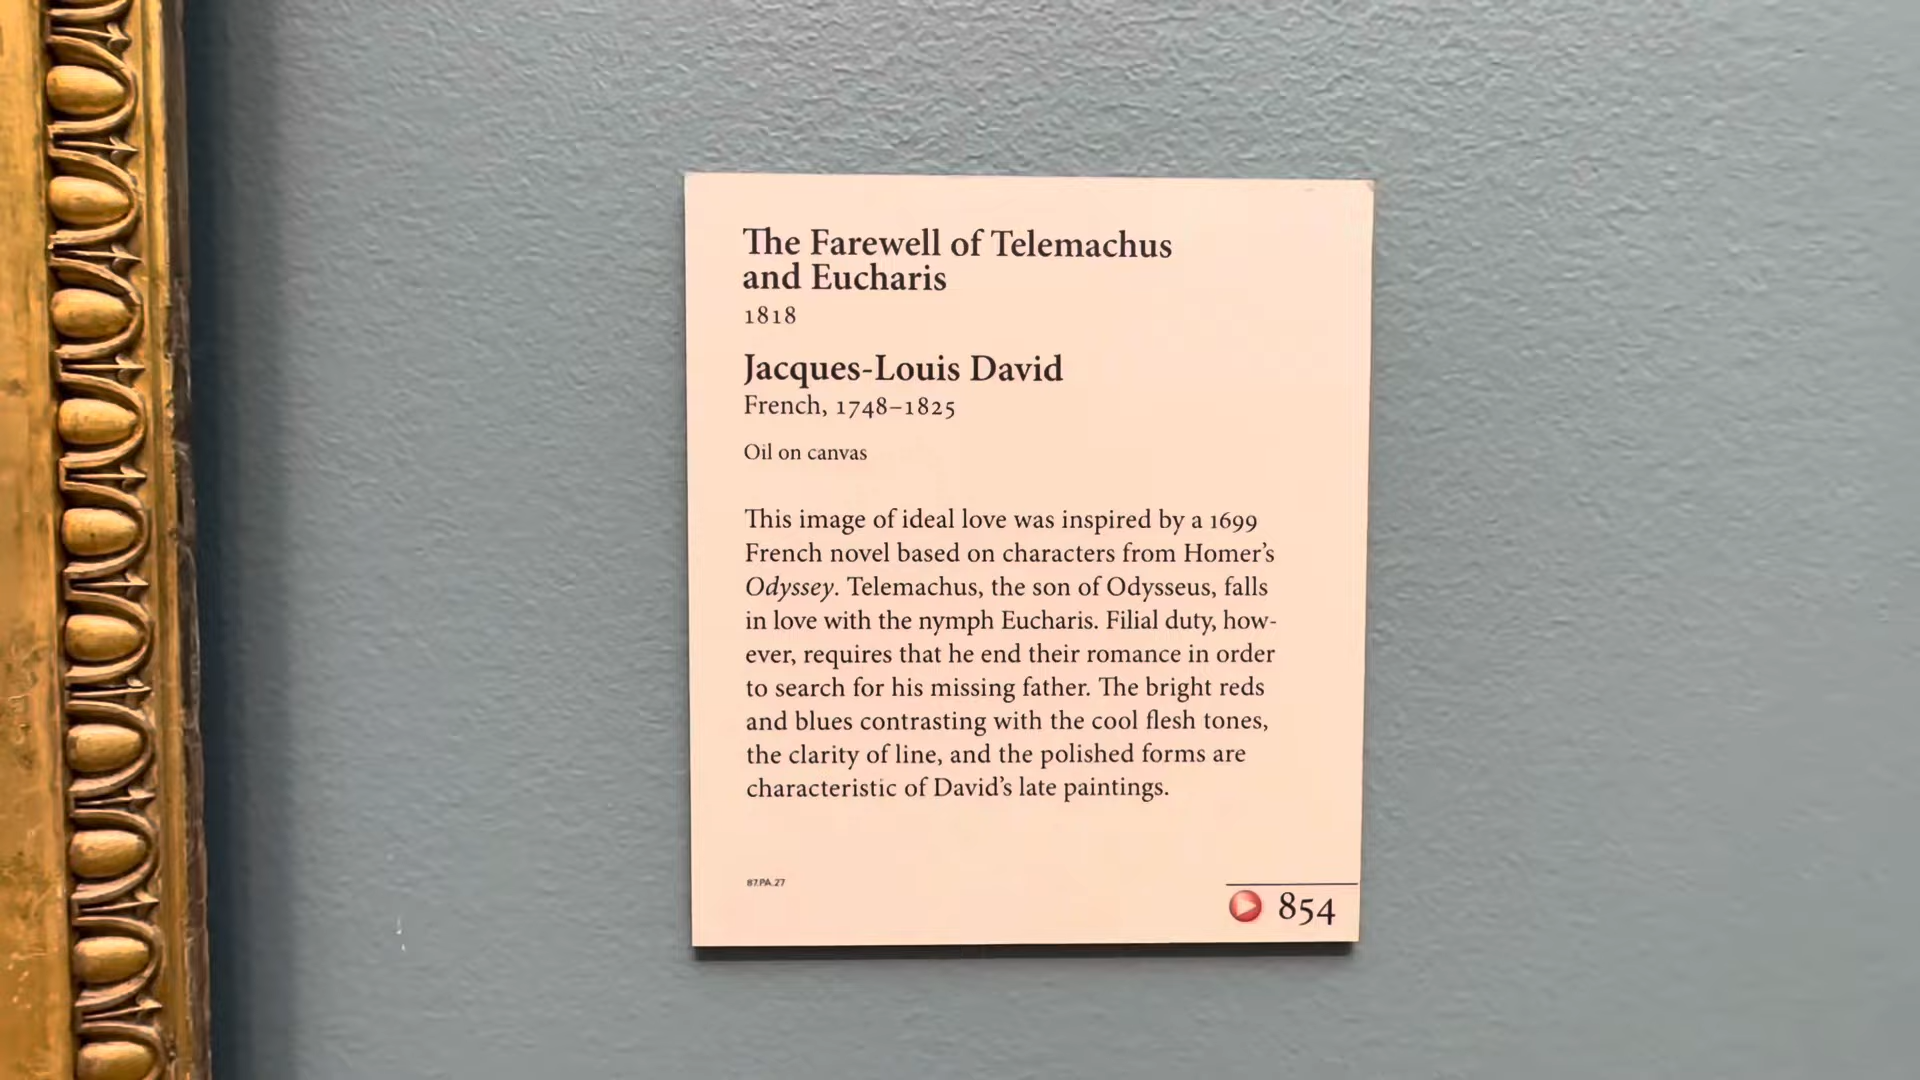 The Farewell of Telemachus
and Eucharis
1818
Jacques-Louis David
French, 1748–1825
Oil on canvas
This image of ideal love was inspired by a 1699
French novel based on characters from Homer’s
Odyssey. Telemachus, the son of Odysseus, falls
in love with the nymph Eucharis. Filial duty, how-
ever, requires that he end their romance in order
to search for his missing father. The bright reds
and blues contrasting with the cool flesh tones,
the clarity of line, and the polished forms are
characteristic of David’s late paintings.
87.PA.27
854